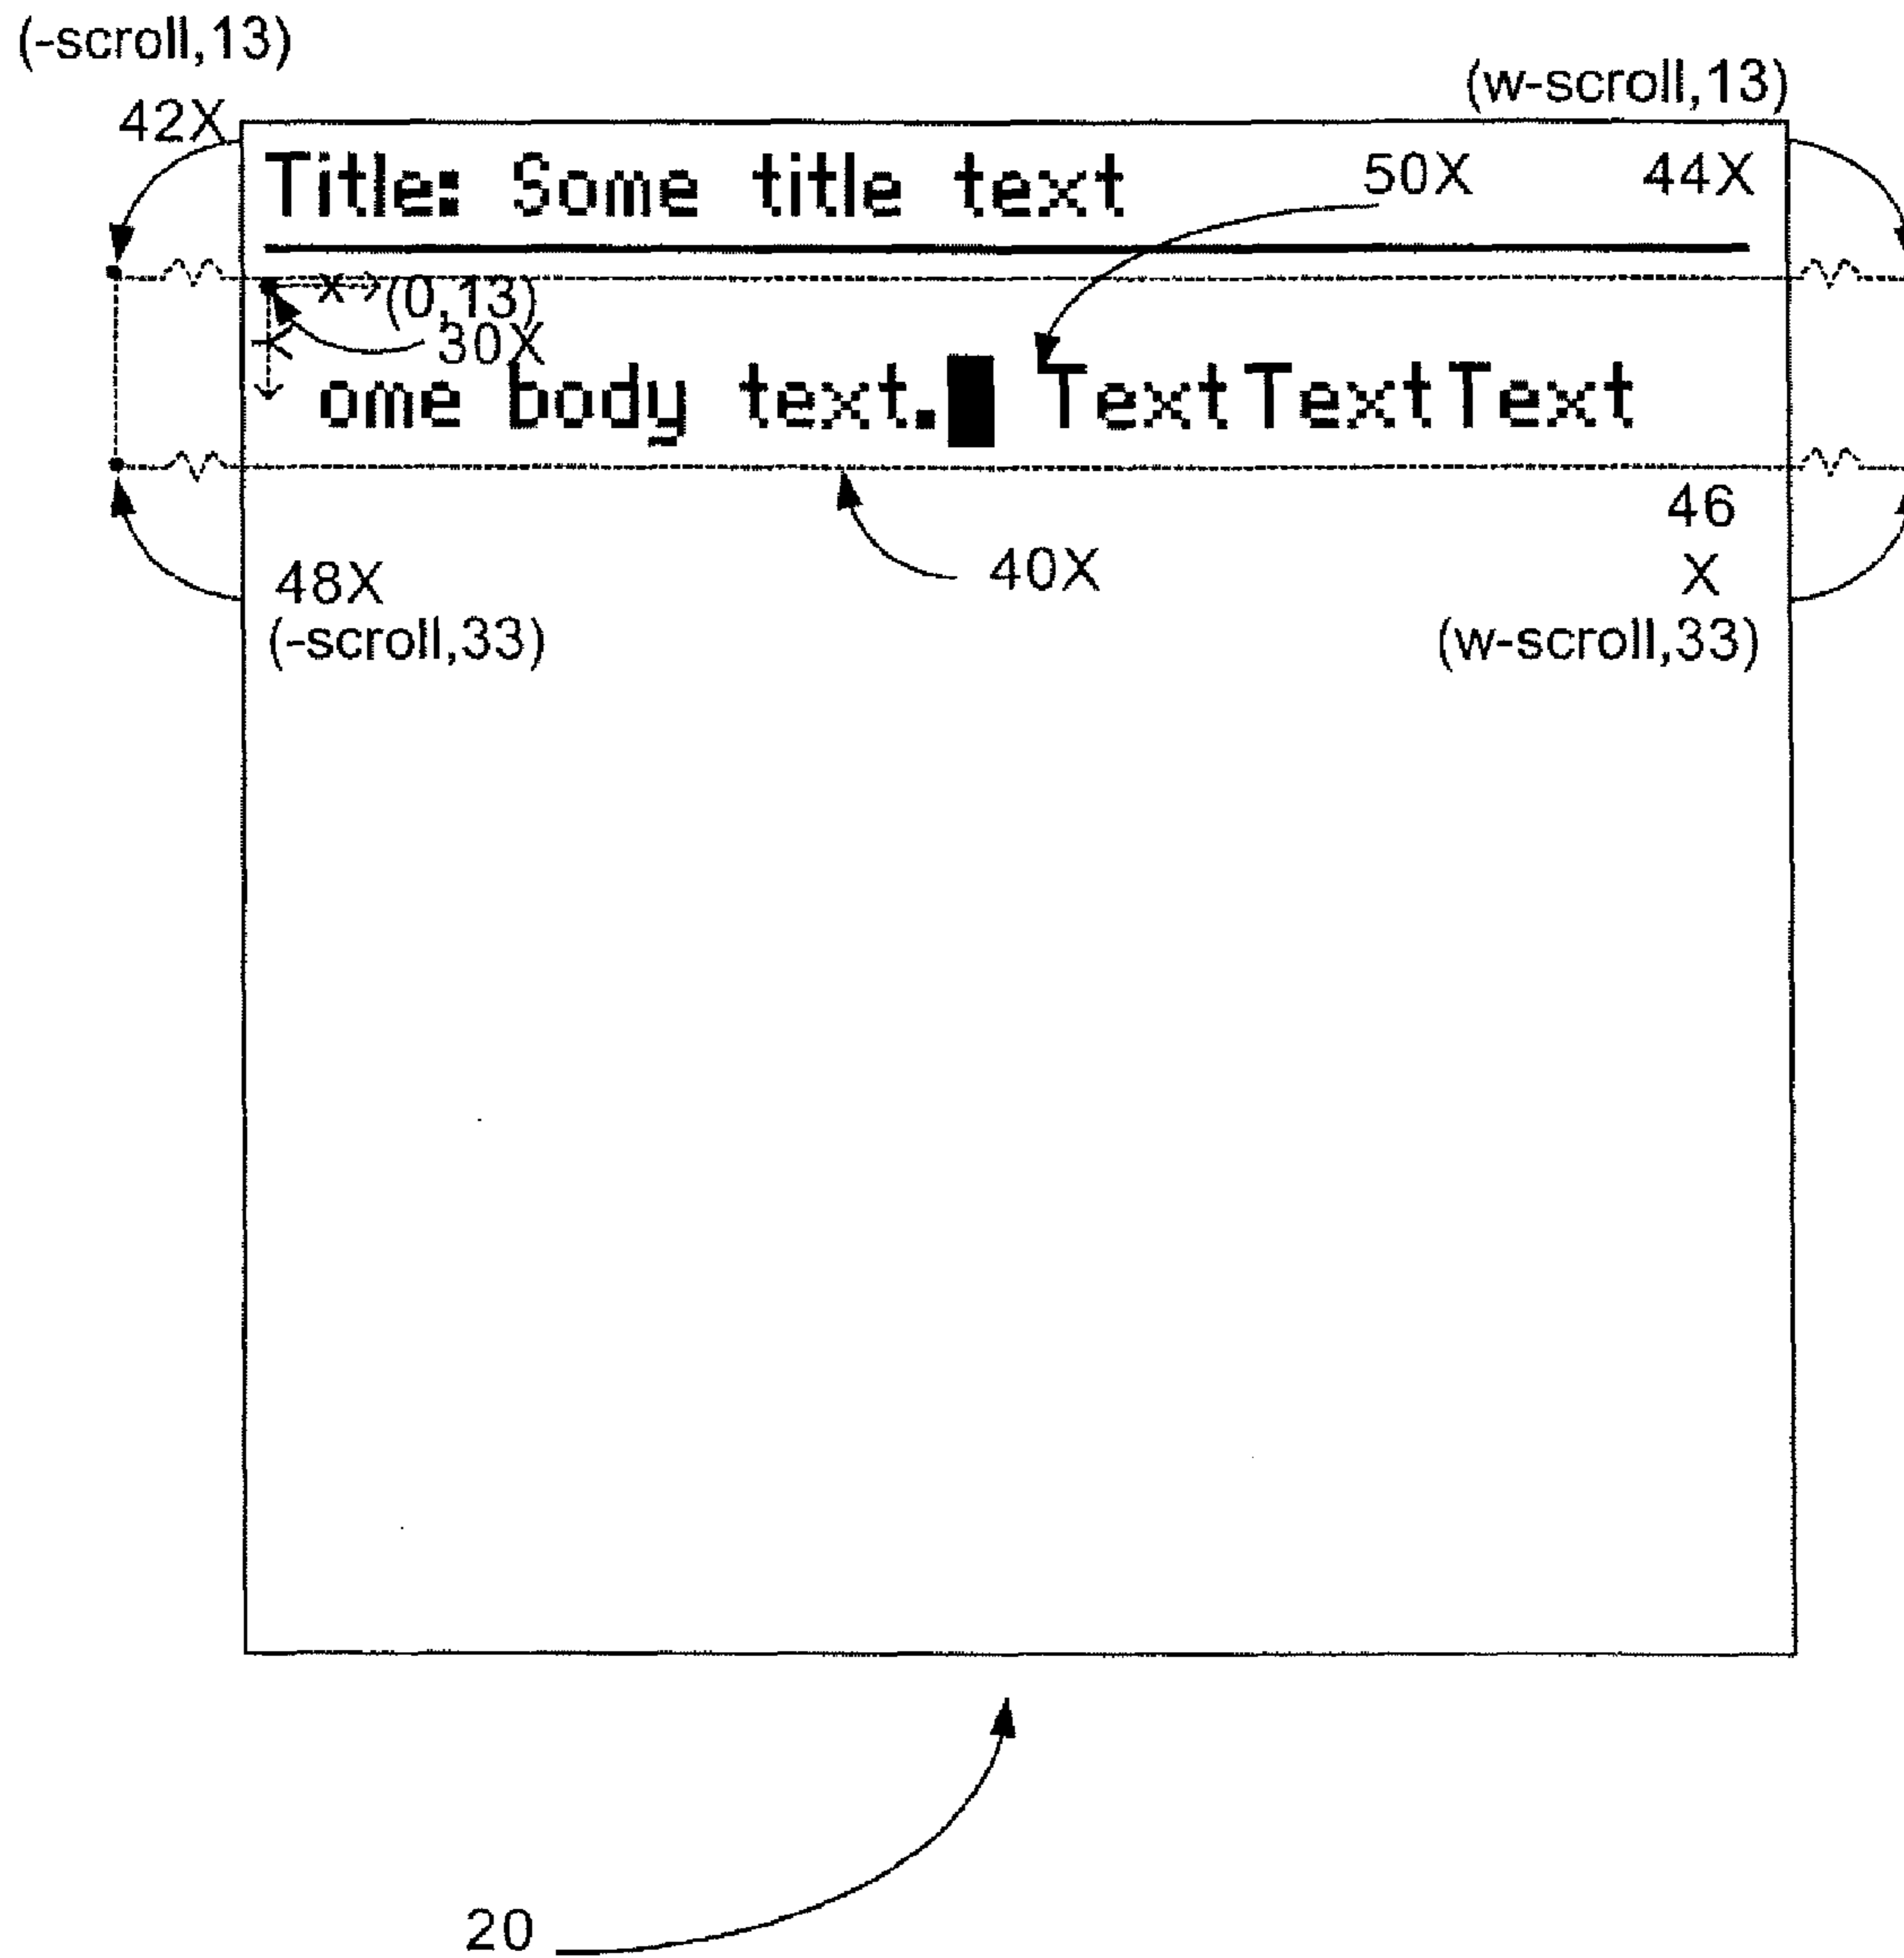 (-scroll,13)
(w-scroll,13)
42X
Title: Some title text
50X
44X
X
(0,13)
Y
30X
ome body text. TextTextText
46
X
40X
48X
(-scroll,33)
(w-scroll,33)
20